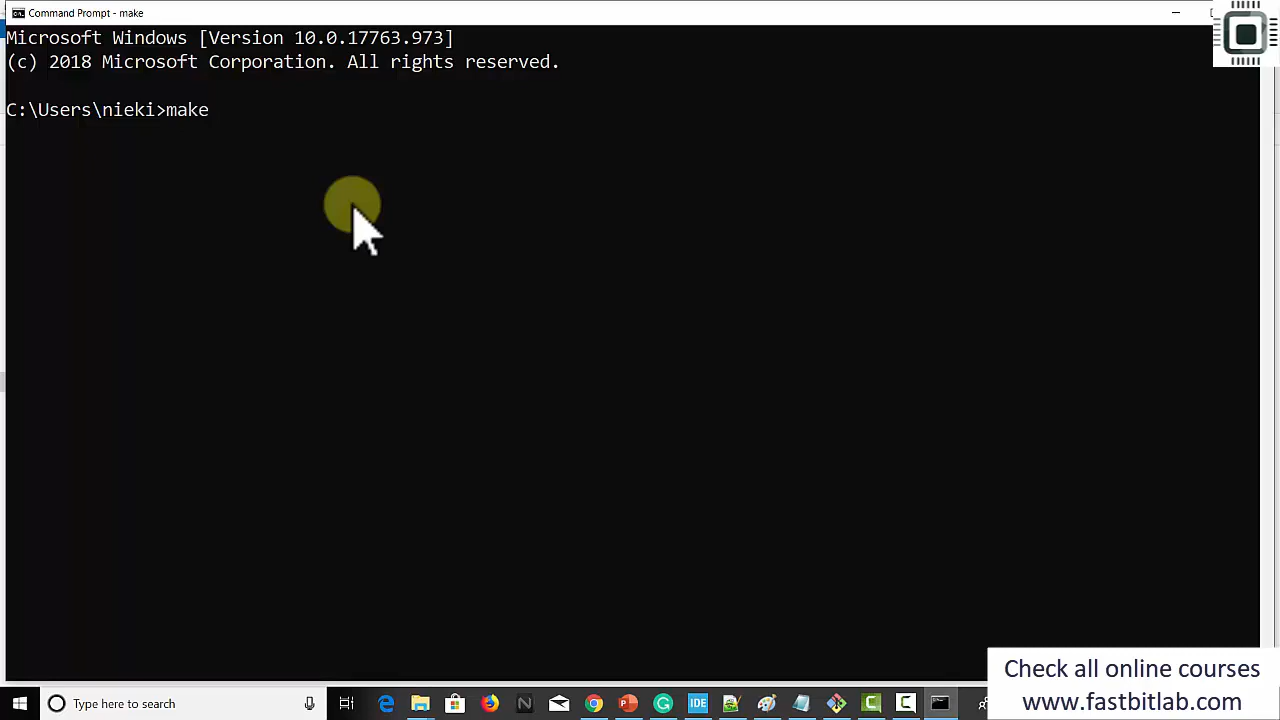 Command Prompt - make
Microsoft Windows [Version 10.0.17763.973]
(c) 2018 Microsoft Corporation. All rights reserved.
C:\Users\nieki>make
Type here to search
N
IDE
Check all online courses
www.fastbitlab.com